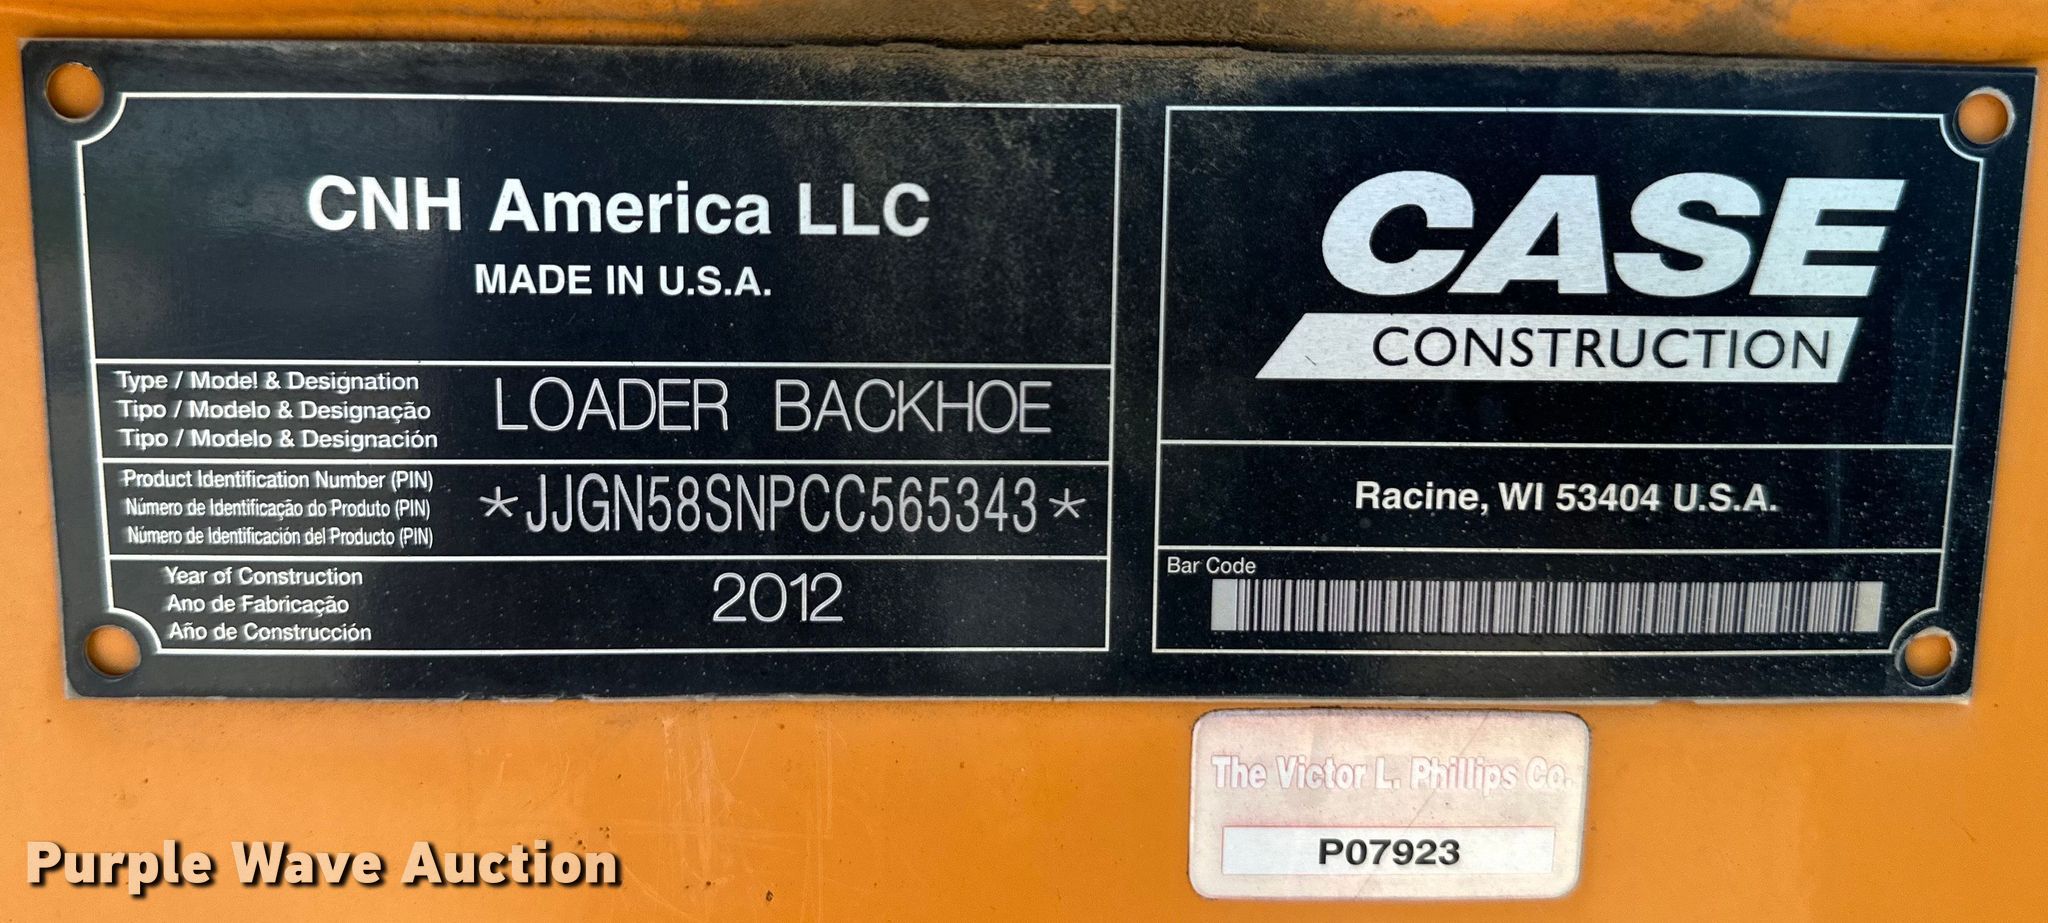 CNH America LLC
MADE IN U.S.A.
Type / Model & Designation
Tipo / Modelo & Designação
Tipo / Modelo & Designación
LOADER BACKHOE
Product Identification Number (PIN)
Número de Identificação do Produto (PIN)
Número de Identificación del Producto (PIN)
*JJGN58SNPCC565343*
Year of Construction
Ano de Fabricação
Año de Construcción
2012
CASE
CONSTRUCTION
Racine, WI 53404 U.S.A.
Bar Code
The Victor L. Phillips Co.
P07923
Purple Wave Auction